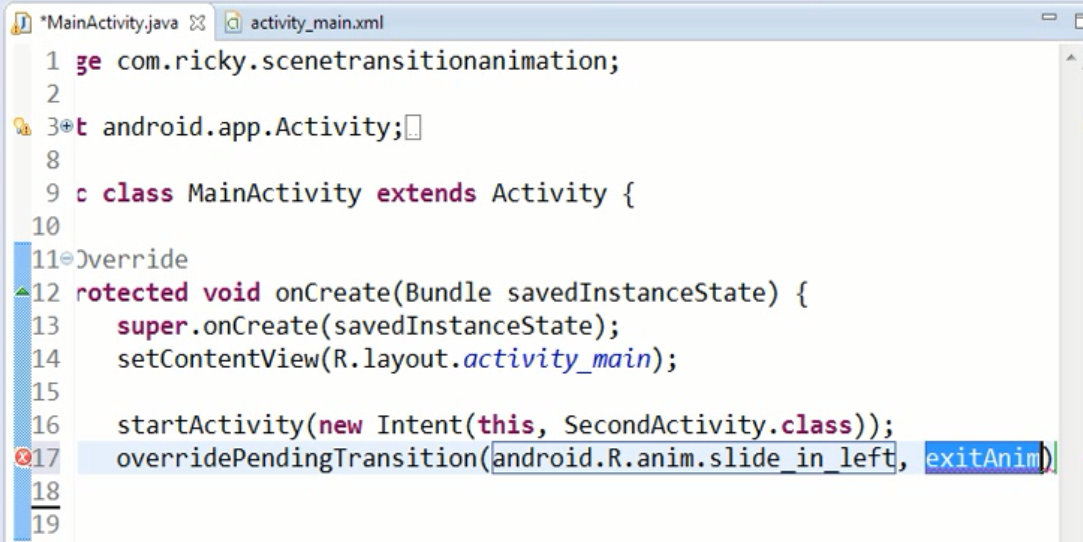 *MainActivity.java activity_main.xml
1 ge com.ricky.scenetransitionanimation;
2
3 t android.app.Activity;
8
9 c class MainActivity extends Activity {
10
11 Override
12 rotected void onCreate(Bundle savedInstanceState) {
13 super.onCreate(savedInstanceState);
14 setContentView(R.layout.activity_main);
15
16 startActivity(new Intent(this, SecondActivity.class));
17 overridePendingTransition(android.R.anim.slide_in_left, exitAnim)
18
19